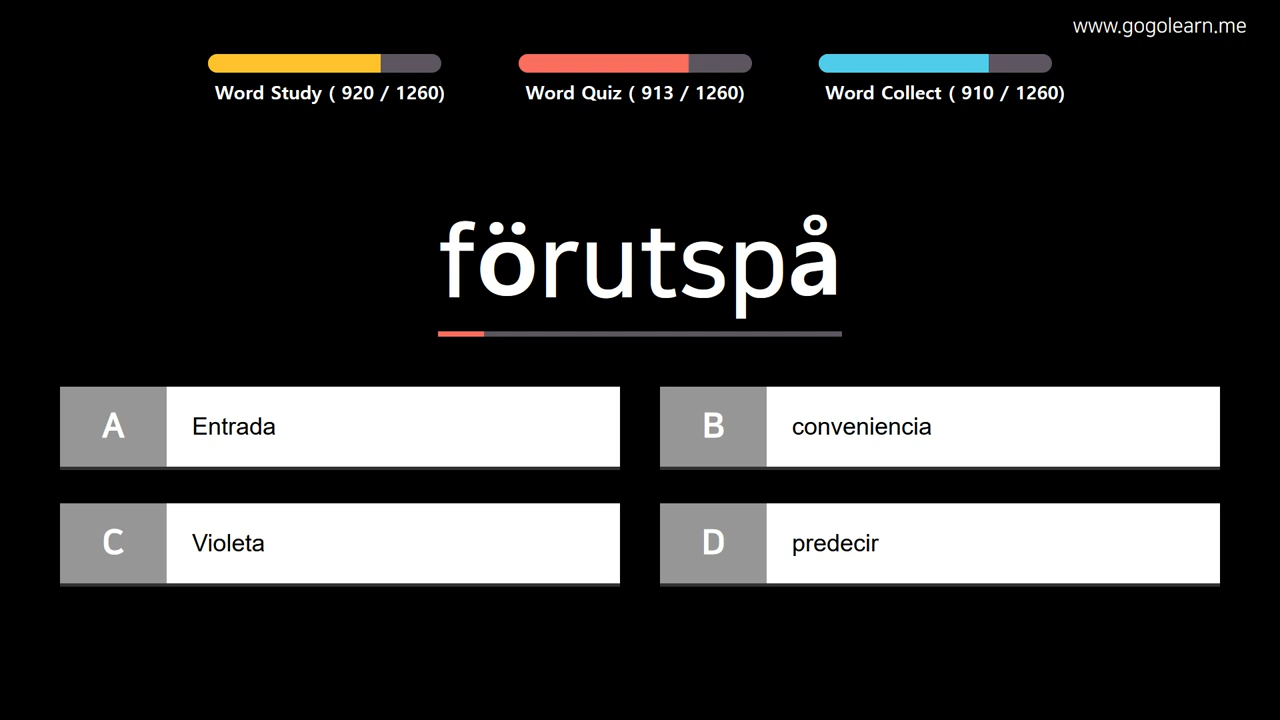 www.gogolearn.me
Word Study ( 920 / 1260)
Word Quiz ( 913 / 1260)
Word Collect ( 910 / 1260)
förutspå
A Entrada
B conveniencia
C Violeta
D predecir